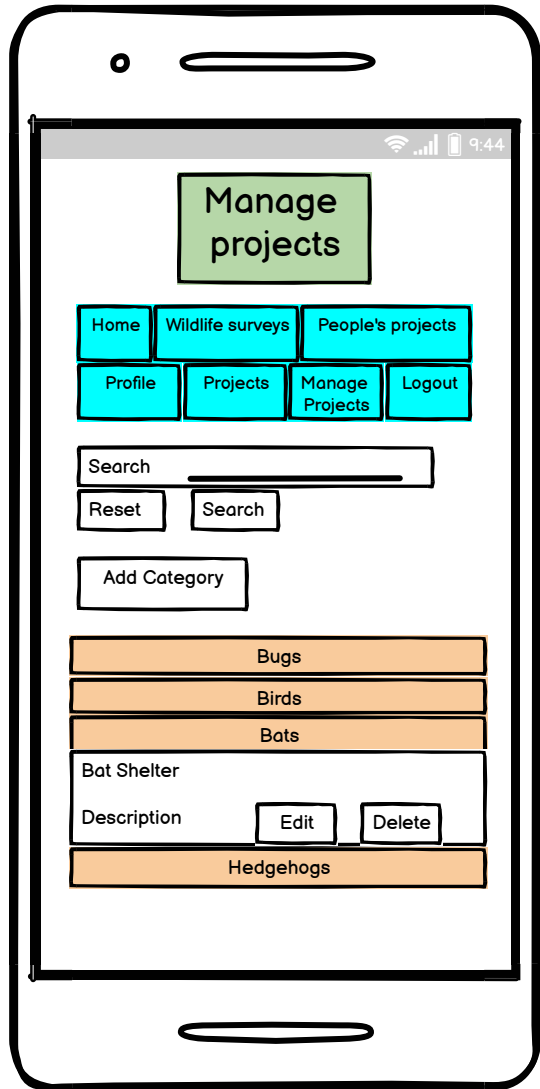 9:44
Manage
projects
Home Wildlife surveys People's projects
Profile Projects Manage Logout
Projects
Search
Reset Search
Add Category
Bugs
Birds
Bats
Bat Shelter
Description Edit Delete
Hedgehogs